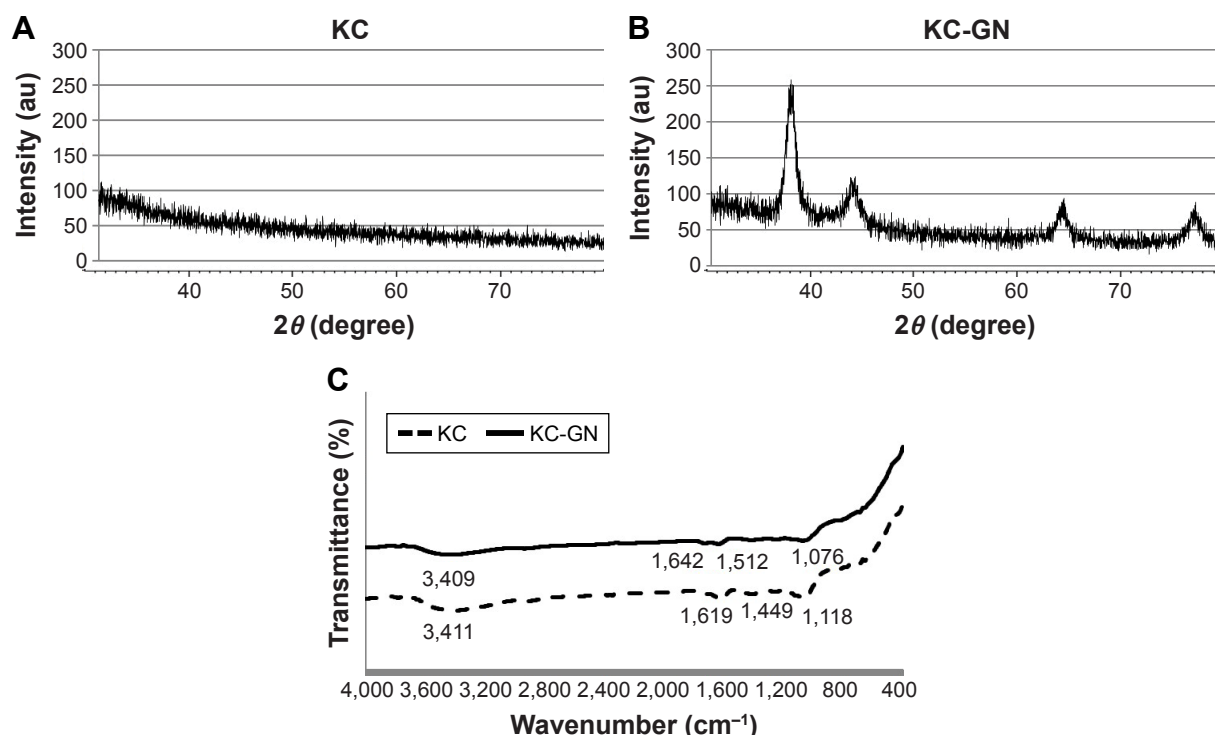 A
KC
300
250
200
150
100
50
0
Intensity (au)
40 50 60 70
2θ (degree)
B
KC-GN
300
250
200
150
100
50
0
Intensity (au)
40 50 60 70
2θ (degree)
C
KC KC-GN
Transmittance (%)
3,409 1,642 1,512 1,076
3,411 1,619 1,449 1,118
4,000 3,600 3,200 2,800 2,400 2,000 1,600 1,200 800 400
Wavenumber (cm⁻¹)